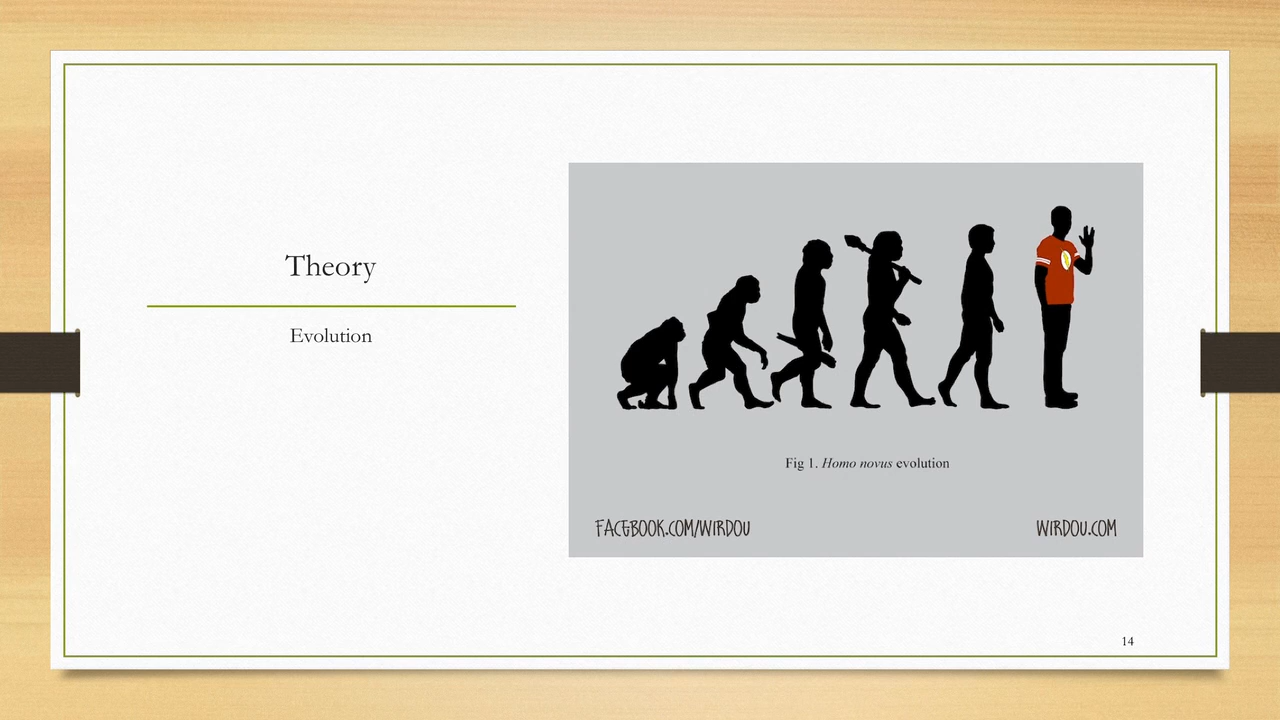 Theory
Evolution
Fig 1. Homo novus evolution
FACEBOOK.COM/WIRDOU
WIRDOU.COM
14